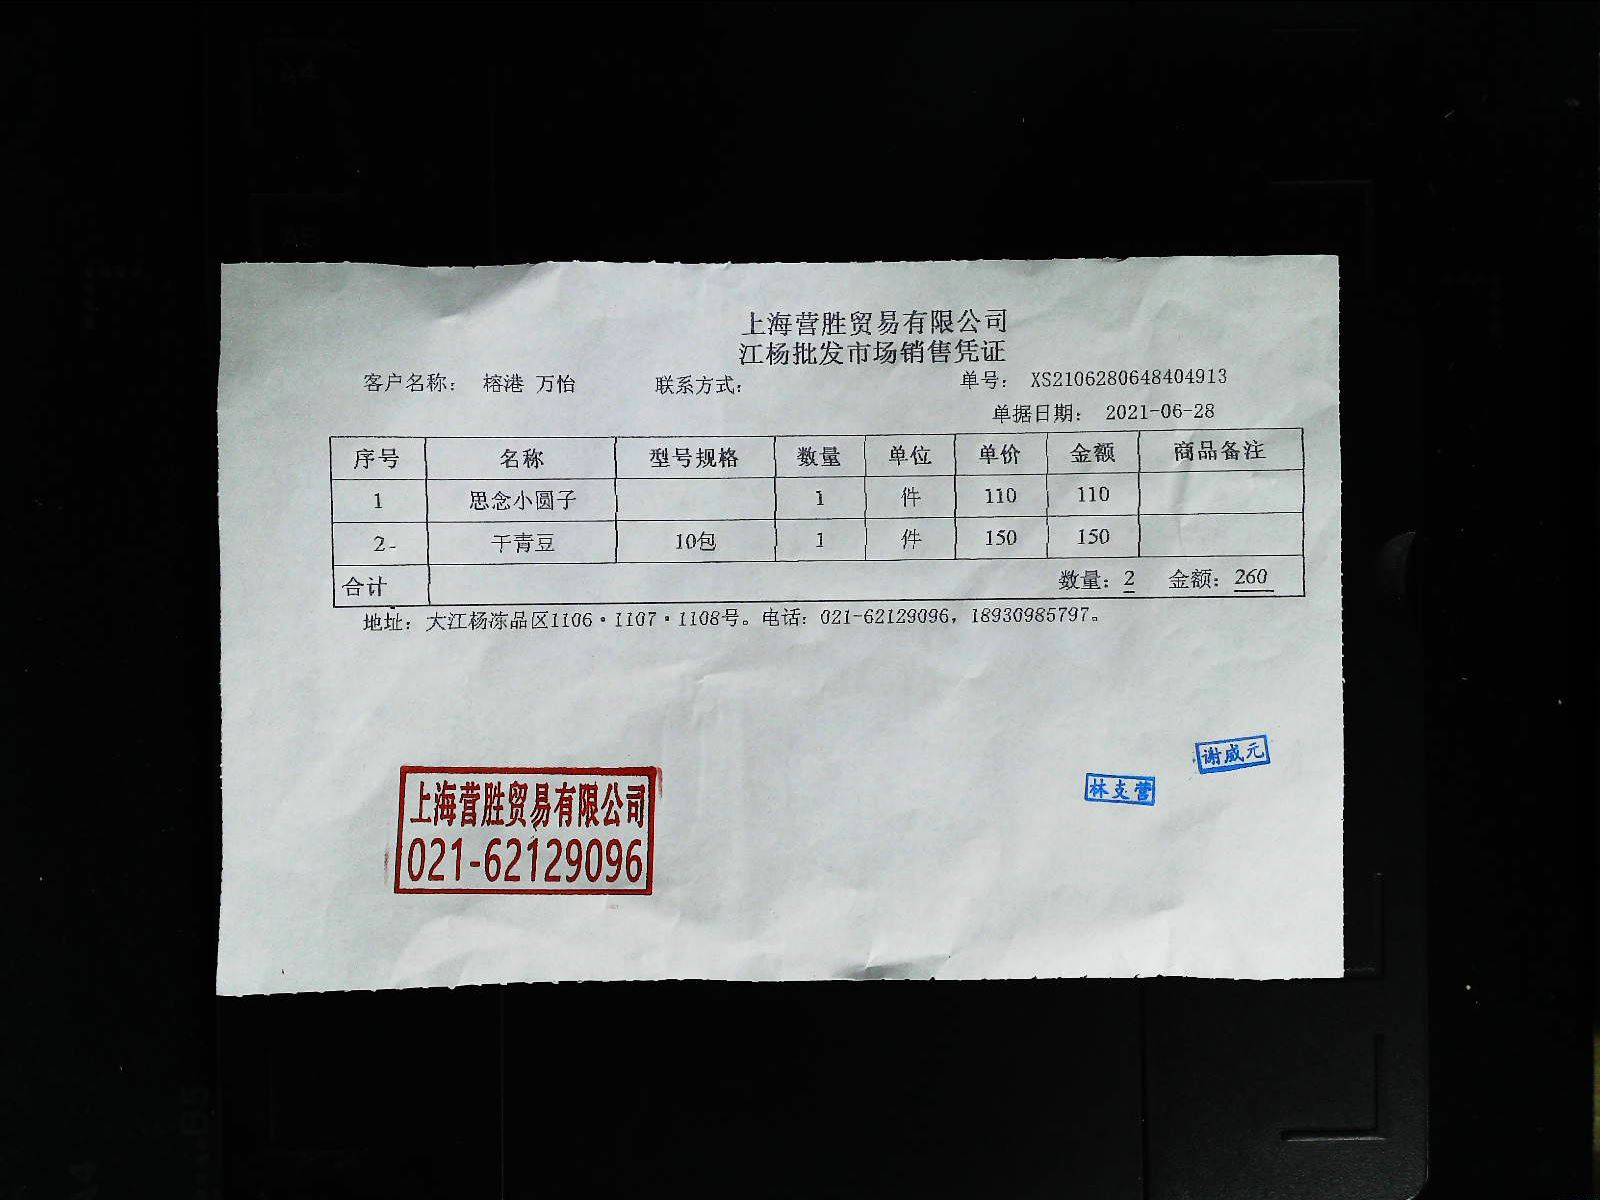 上海营胜贸易有限公司
江杨批发市场销售凭证
客户名称： 榕港 万怡 联系方式： 单号： XS2106280648404913
单据日期： 2021-06-28
序号 名称 型号规格 数量 单位 单价 金额 商品备注
1 思念小圆子 1 件 110 110
2 干青豆 10包 1 件 150 150
合计 数量：2 金额：260
地址：大江杨冻品区1106·1107·1108号。电话：021-62129096，18930985797。
谢威元
林支营
上海营胜贸易有限公司
021-62129096